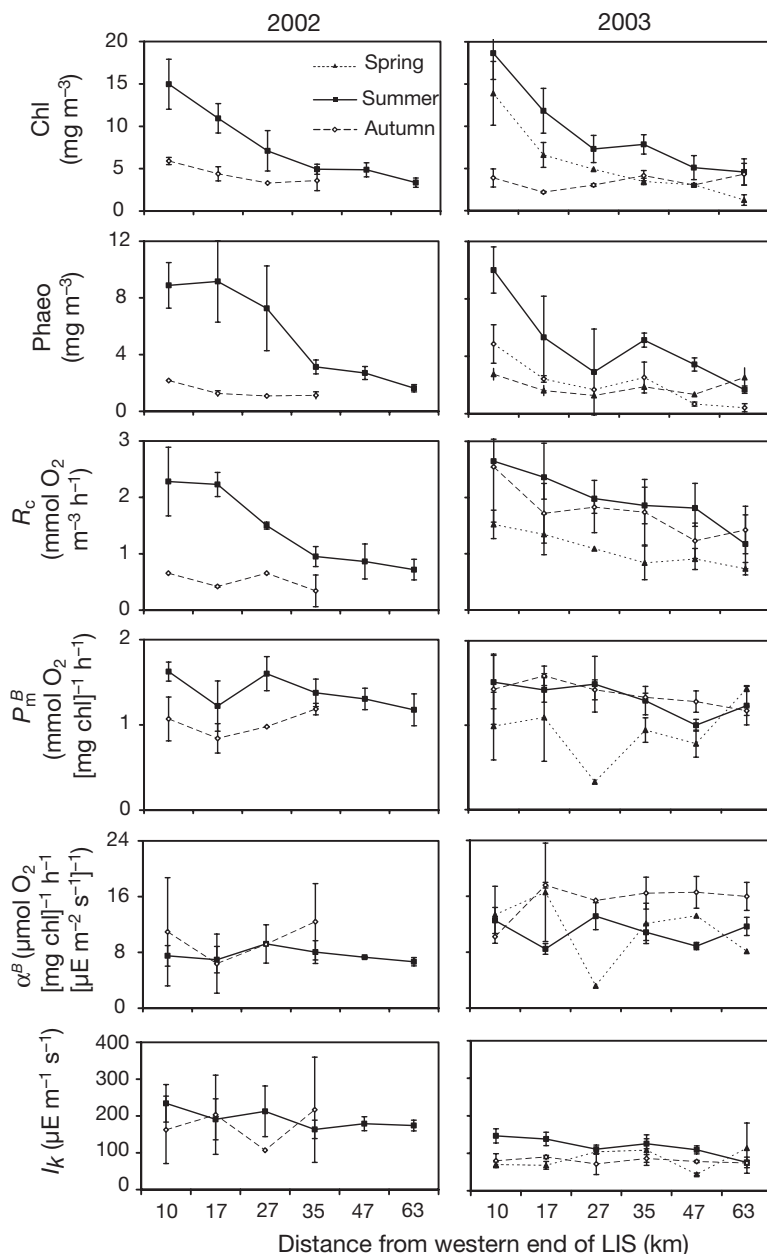 2002
2003
Spring
Summer
Autumn
Chl
(mg m–3)
20
15
10
5
0
Phaeo
(mg m–3)
12
8
4
0
Rc
(mmol O2
m–3 h–1)
3
2
1
0
PmB
(mmol O2
[mg chl]–1 h–1)
2
1
0
αB (µmol O2
[mg chl]–1 h–1
[µE m–2 s–1]–1)
24
16
8
0
Ik (µE m–1 s–1)
400
300
200
100
0
10 17 27 35 47 63
10 17 27 35 47 63
Distance from western end of LIS (km)